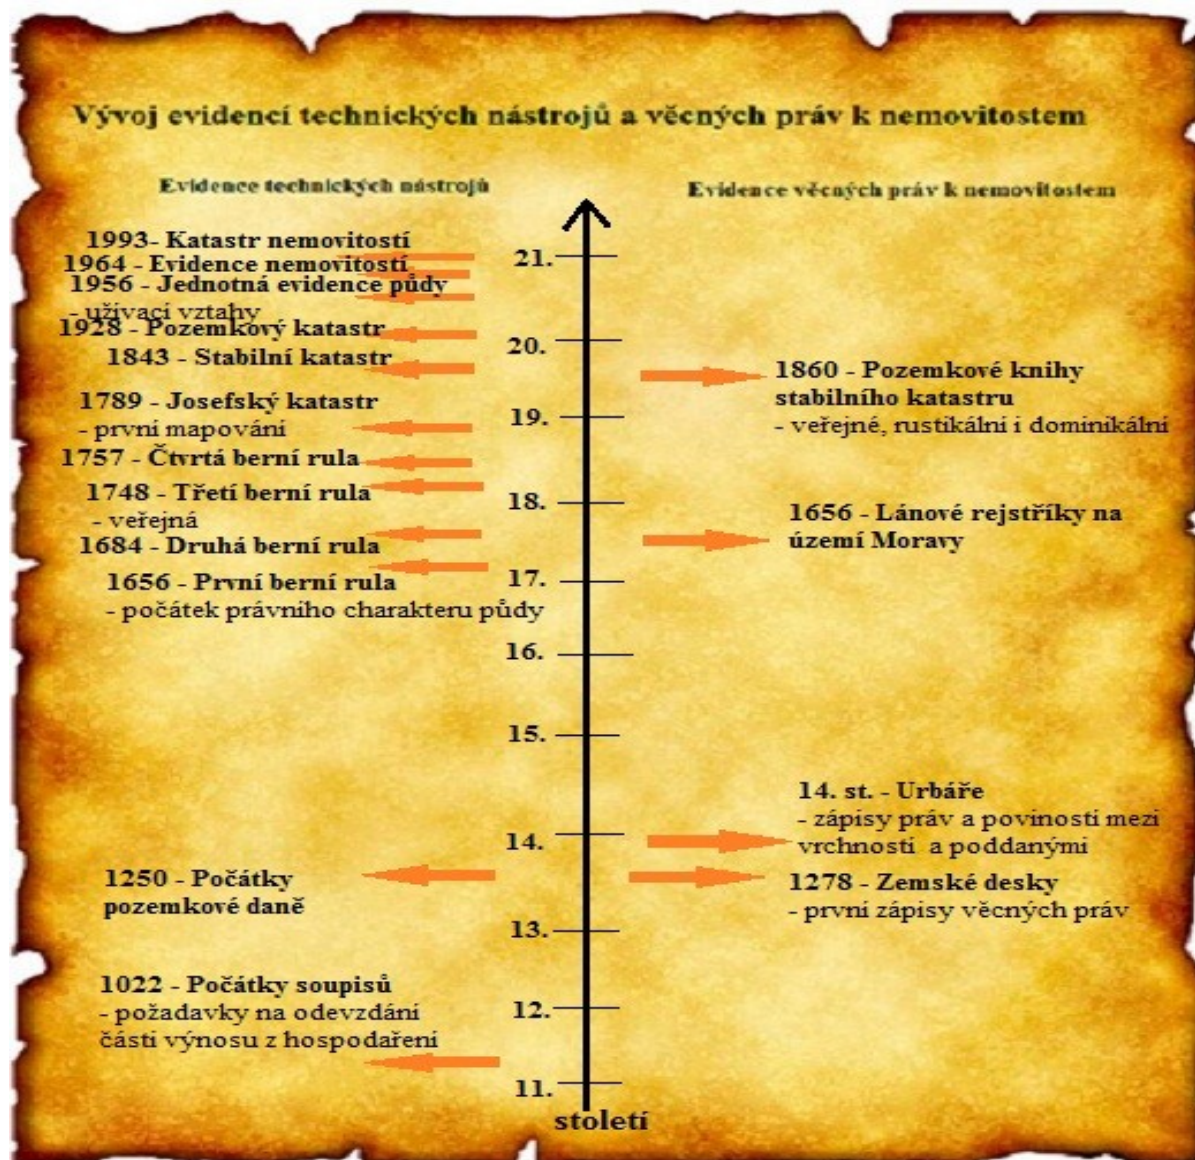 Vývoj evidencí technických nástrojů a věcných práv k nemovitostem
Evidence technických nástrojů
1993- Katastr nemovitostí
1964 - Evidence nemovitostí
1956 - Jednotná evidence půdy
- užívací vztahy
1928 - Pozemkový katastr
1843 - Stabilní katastr
1789 - Josefský katastr
- první mapování
1757 - Čtvrtá berní rula
1748 - Třetí berní rula
- veřejná
1684 - Druhá berní rula
1656 - První berní rula
- počátek právního charakteru půdy
1250 - Počátky
pozemkové daně
1022 - Počátky soupisů
- požadavky na odevzdání
části výnosu z hospodaření
21.
20.
19.
18.
17.
16.
15.
14.
13.
12.
11.
století
Evidence věcných práv k nemovitostem
1860 - Pozemkové knihy
stabilního katastru
- veřejné, rustikální i dominikální
1656 - Lánové rejstříky na
území Moravy
14. st. - Urbáře
- zápisy práv a poviností mezi
vrchností a poddanými
1278 - Zemské desky
- první zápisy věcných práv